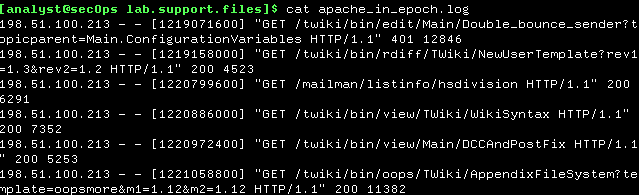 [analyst@secOps lab.support.files]$ cat apache_in_epoch.log
198.51.100.213 - - [1219071600] "GET /twiki/bin/edit/Main/Double_bounce_sender?t
opicparent=Main.ConfigurationVariables HTTP/1.1" 401 12846
198.51.100.213 - - [1219158000] "GET /twiki/bin/rdiff/TWiki/NewUserTemplate?rev1
=1.3&rev2=1.2 HTTP/1.1" 200 4523
198.51.100.213 - - [1220799600] "GET /mailman/listinfo/hsdivision HTTP/1.1" 200
6291
198.51.100.213 - - [1220886000] "GET /twiki/bin/view/TWiki/WikiSyntax HTTP/1.1"
200 7352
198.51.100.213 - - [1220972400] "GET /twiki/bin/view/Main/DCCAndPostFix HTTP/1.1
" 200 5253
198.51.100.213 - - [1221058800] "GET /twiki/bin/oops/TWiki/AppendixFileSystem?te
mplate=oopsmore&m1=1.12&m2=1.12 HTTP/1.1" 200 11382